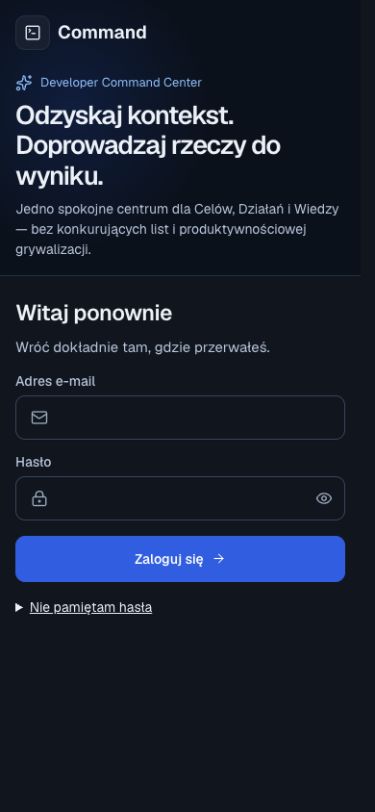 Command
Developer Command Center
Odzyskaj kontekst.
Doprowadzaj rzeczy do
wyniku.
Jedno spokojne centrum dla Celów, Działań i Wiedzy
— bez konkurujących list i produktywnościowej
grywalizacji.
Witaj ponownie
Wróć dokładnie tam, gdzie przerwałeś.
Adres e-mail
Hasło
Zaloguj się →
Nie pamiętam hasła